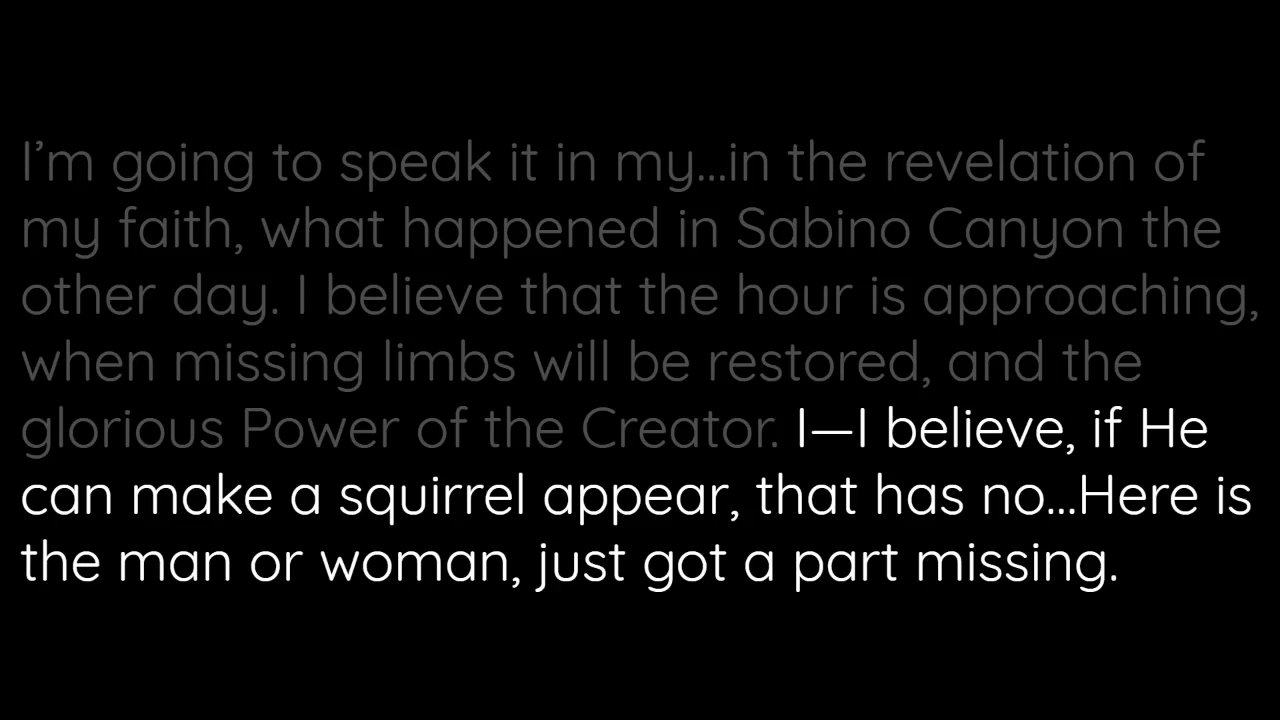 I’m going to speak it in my...in the revelation of
my faith, what happened in Sabino Canyon the
other day. I believe that the hour is approaching,
when missing limbs will be restored, and the
glorious Power of the Creator. I—I believe, if He
can make a squirrel appear, that has no...Here is
the man or woman, just got a part missing.